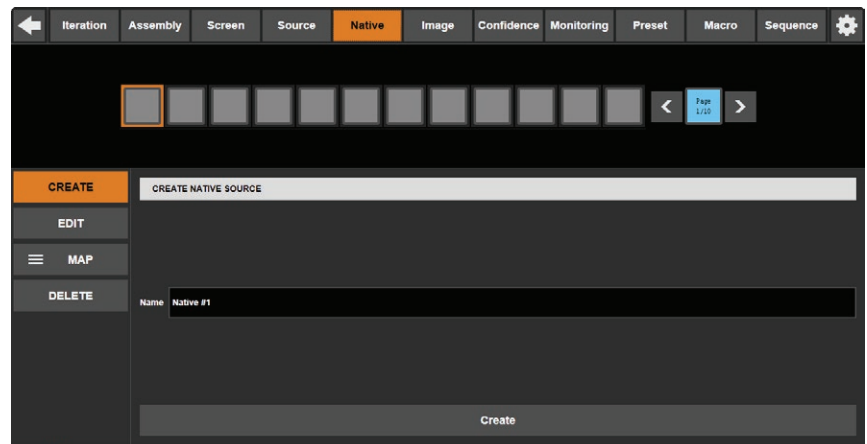 Iteration Assembly Screen Source Native Image Confidence Monitoring Preset Macro Sequence
Page
1/10
CREATE
CREATE NATIVE SOURCE
EDIT
MAP
DELETE
Name Native #1
Create